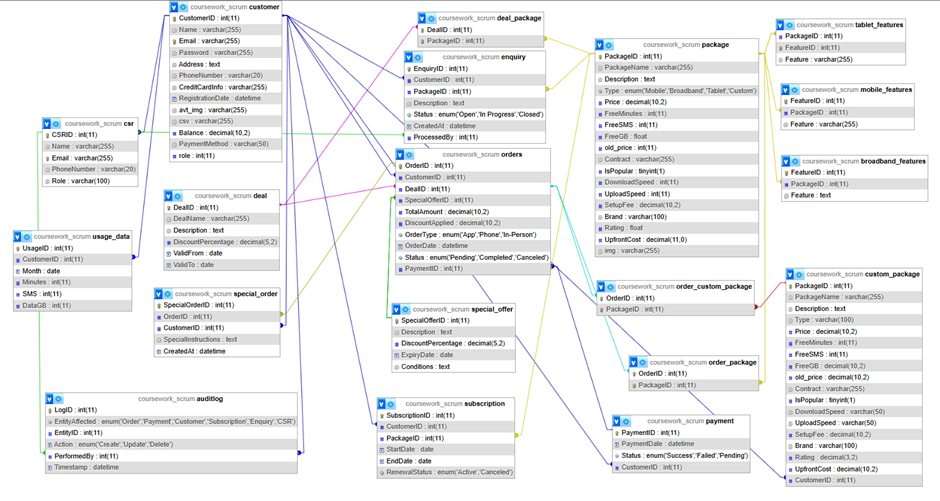 coursework_scrum customer
CustomerID : int(11)
Name : varchar(255)
Email : varchar(255)
Password : varchar(255)
Address : text
PhoneNumber : varchar(20)
CreditCardInfo : varchar(255)
RegistrationDate : datetime
avt_img : varchar(255)
csv : varchar(255)
Balance : decimal(10,2)
PaymentMethod : varchar(50)
role : int(11)
coursework_scrum csr
CSRID : int(11)
Name : varchar(255)
Email : varchar(255)
PhoneNumber : varchar(20)
Role : varchar(100)
coursework_scrum usage_data
UsageID : int(11)
CustomerID : int(11)
Month : date
Minutes : int(11)
SMS : int(11)
DataGB : int(11)
coursework_scrum deal
DealID : int(11)
DealName : varchar(255)
Description : text
DiscountPercentage : decimal(5,2)
ValidFrom : date
ValidTo : date
coursework_scrum special_order
SpecialOrderID : int(11)
OrderID : int(11)
CustomerID : int(11)
SpecialInstructions : text
CreatedAt : datetime
coursework_scrum auditlog
LogID : int(11)
EntityAffected : enum('Order','Payment','Customer','Subscription','Enquiry','CSR')
EntityID : int(11)
Action : enum('Create','Update','Delete')
PerformedBy : int(11)
Timestamp : datetime
coursework_scrum deal_package
DealID : int(11)
PackageID : int(11)
coursework_scrum enquiry
EnquiryID : int(11)
CustomerID : int(11)
PackageID : int(11)
Description : text
Status : enum('Open','In Progress','Closed')
CreatedAt : datetime
ProcessedBy : int(11)
coursework_scrum orders
OrderID : int(11)
CustomerID : int(11)
DealID : int(11)
SpecialOfferID : int(11)
TotalAmount : decimal(10,2)
DiscountApplied : decimal(10,2)
OrderType : enum('App','Phone','In-Person')
OrderDate : datetime
Status : enum('Pending','Completed','Canceled')
PaymentID : int(11)
coursework_scrum special_offer
SpecialOfferID : int(11)
Description : text
DiscountPercentage : decimal(5,2)
ExpiryDate : date
Conditions : text
coursework_scrum subscription
SubscriptionID : int(11)
CustomerID : int(11)
PackageID : int(11)
StartDate : date
EndDate : date
RenewalStatus : enum('Active','Canceled')
coursework_scrum package
PackageID : int(11)
PackageName : varchar(255)
Description : text
Type : enum('Mobile','Broadband','Tablet','Custom')
Price : decimal(10,2)
FreeMinutes : int(11)
FreeSMS : int(11)
FreeGB : float
old_price : int(11)
Contract : varchar(255)
IsPopular : tinyint(1)
DownloadSpeed : int(11)
UploadSpeed : int(11)
SetupFee : decimal(10,2)
Brand : varchar(100)
Rating : float
UpfrontCost : decimal(11,0)
img : varchar(255)
coursework_scrum order_custom_package
OrderID : int(11)
PackageID : int(11)
coursework_scrum order_package
OrderID : int(11)
PackageID : int(11)
coursework_scrum payment
PaymentID : int(11)
PaymentDate : datetime
Status : enum('Success','Failed','Pending')
CustomerID : int(11)
coursework_scrum tablet_features
PackageID : int(11)
FeatureID : int(11)
Feature : varchar(255)
coursework_scrum mobile_features
FeatureID : int(11)
PackageID : int(11)
Feature : varchar(255)
coursework_scrum broadband_features
FeatureID : int(11)
PackageID : int(11)
Feature : text
coursework_scrum custom_package
PackageID : int(11)
PackageName : varchar(255)
Description : text
Type : varchar(100)
Price : decimal(10,2)
FreeMinutes : int(11)
FreeSMS : int(11)
FreeGB : decimal(10,2)
old_price : decimal(10,2)
Contract : varchar(255)
IsPopular : tinyint(1)
DownloadSpeed : varchar(50)
UploadSpeed : varchar(50)
SetupFee : decimal(10,2)
Brand : varchar(100)
Rating : decimal(3,2)
UpfrontCost : decimal(10,2)
CustomerID : int(11)